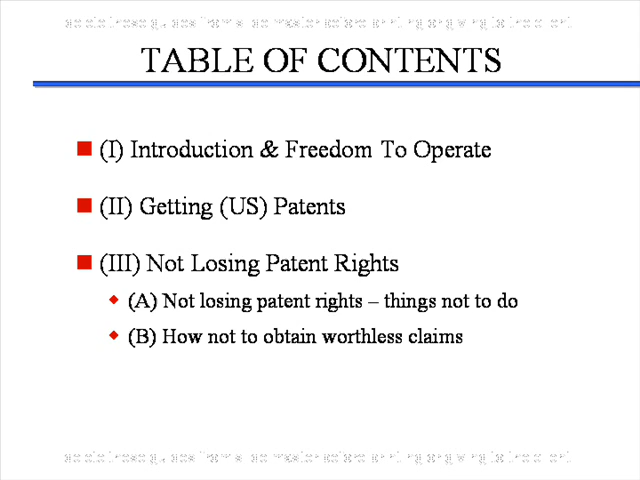 TABLE OF CONTENTS
(I) Introduction & Freedom To Operate
(II) Getting (US) Patents
(III) Not Losing Patent Rights
(A) Not losing patent rights – things not to do
(B) How not to obtain worthless claims